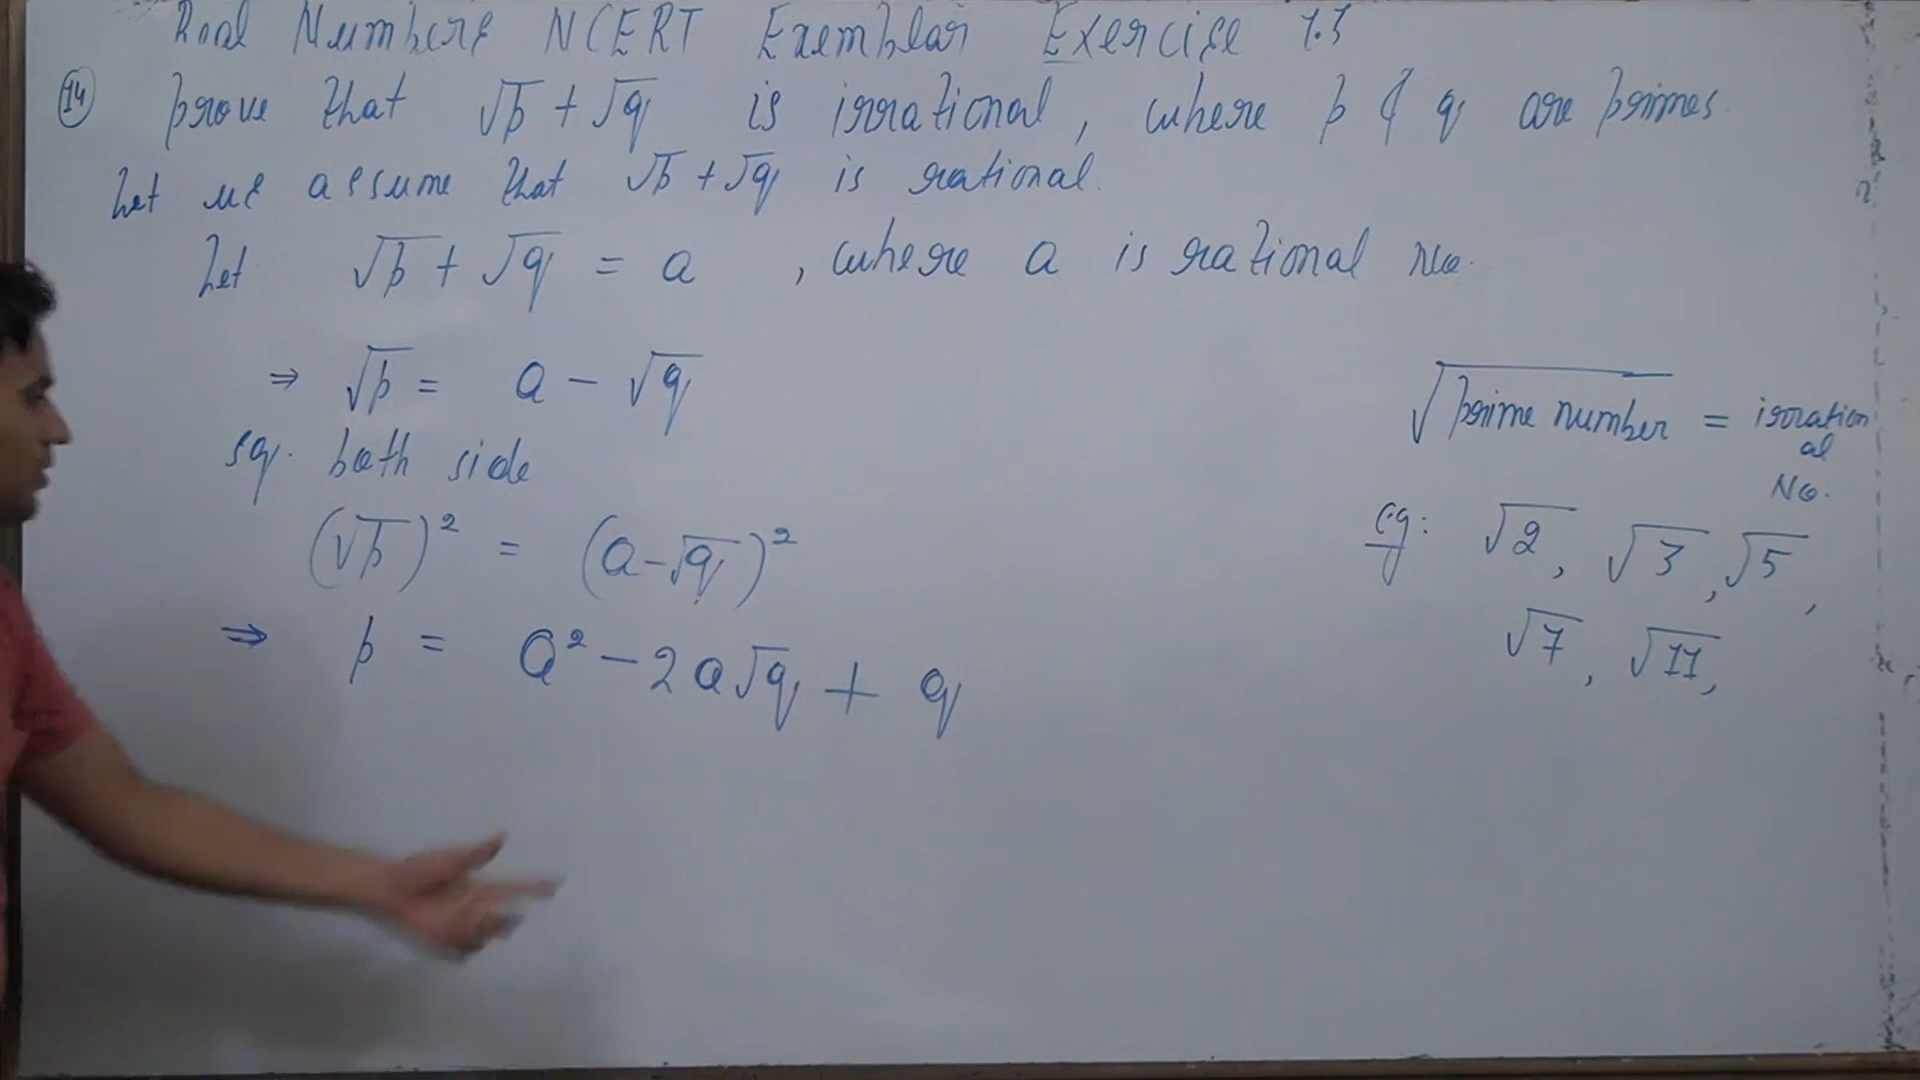 Real Numbers NCERT Exemplar Exercise 1.3
14 prove that √p + √q is irrational, where p & q are primes
Let us assume that √p + √q is rational.
Let √p + √q = a , where a is rational No.
⇒ √p = a - √q
sq. both side
(√p)² = (a-√q)²
⇒ p = a² - 2a√q + q
√prime number = irration
al
No.
e.g: √2, √3, √5,
√7, √11,